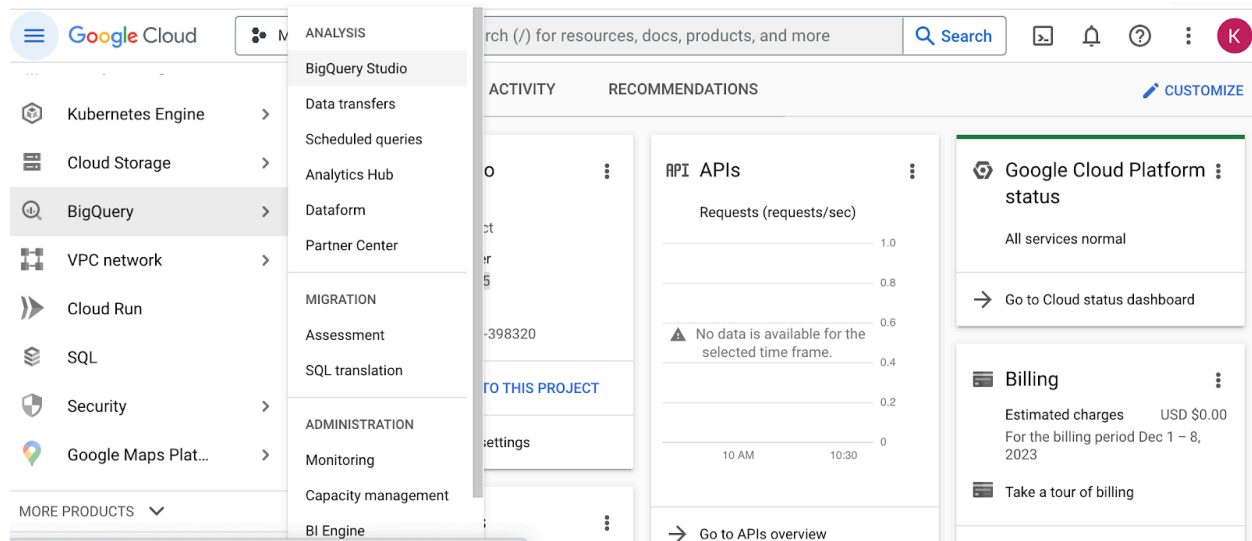 Google Cloud
M
rch (/) for resources, docs, products, and more
Search
K
Kubernetes Engine
Cloud Storage
BigQuery
VPC network
Cloud Run
SQL
Security
Google Maps Plat...
MORE PRODUCTS
ANALYSIS
BigQuery Studio
Data transfers
Scheduled queries
Analytics Hub
Dataform
Partner Center
MIGRATION
Assessment
SQL translation
ADMINISTRATION
Monitoring
Capacity management
BI Engine
ACTIVITY
RECOMMENDATIONS
CUSTOMIZE
o
ct
er
5
-398320
TO THIS PROJECT
settings
s
API APIs
Requests (requests/sec)
1.0
0.8
0.6
No data is available for the
selected time frame.
0.4
0.2
0
10 AM
10:30
Go to APIs overview
Google Cloud Platform
status
All services normal
Go to Cloud status dashboard
Billing
Estimated charges USD $0.00
For the billing period Dec 1 – 8,
2023
Take a tour of billing